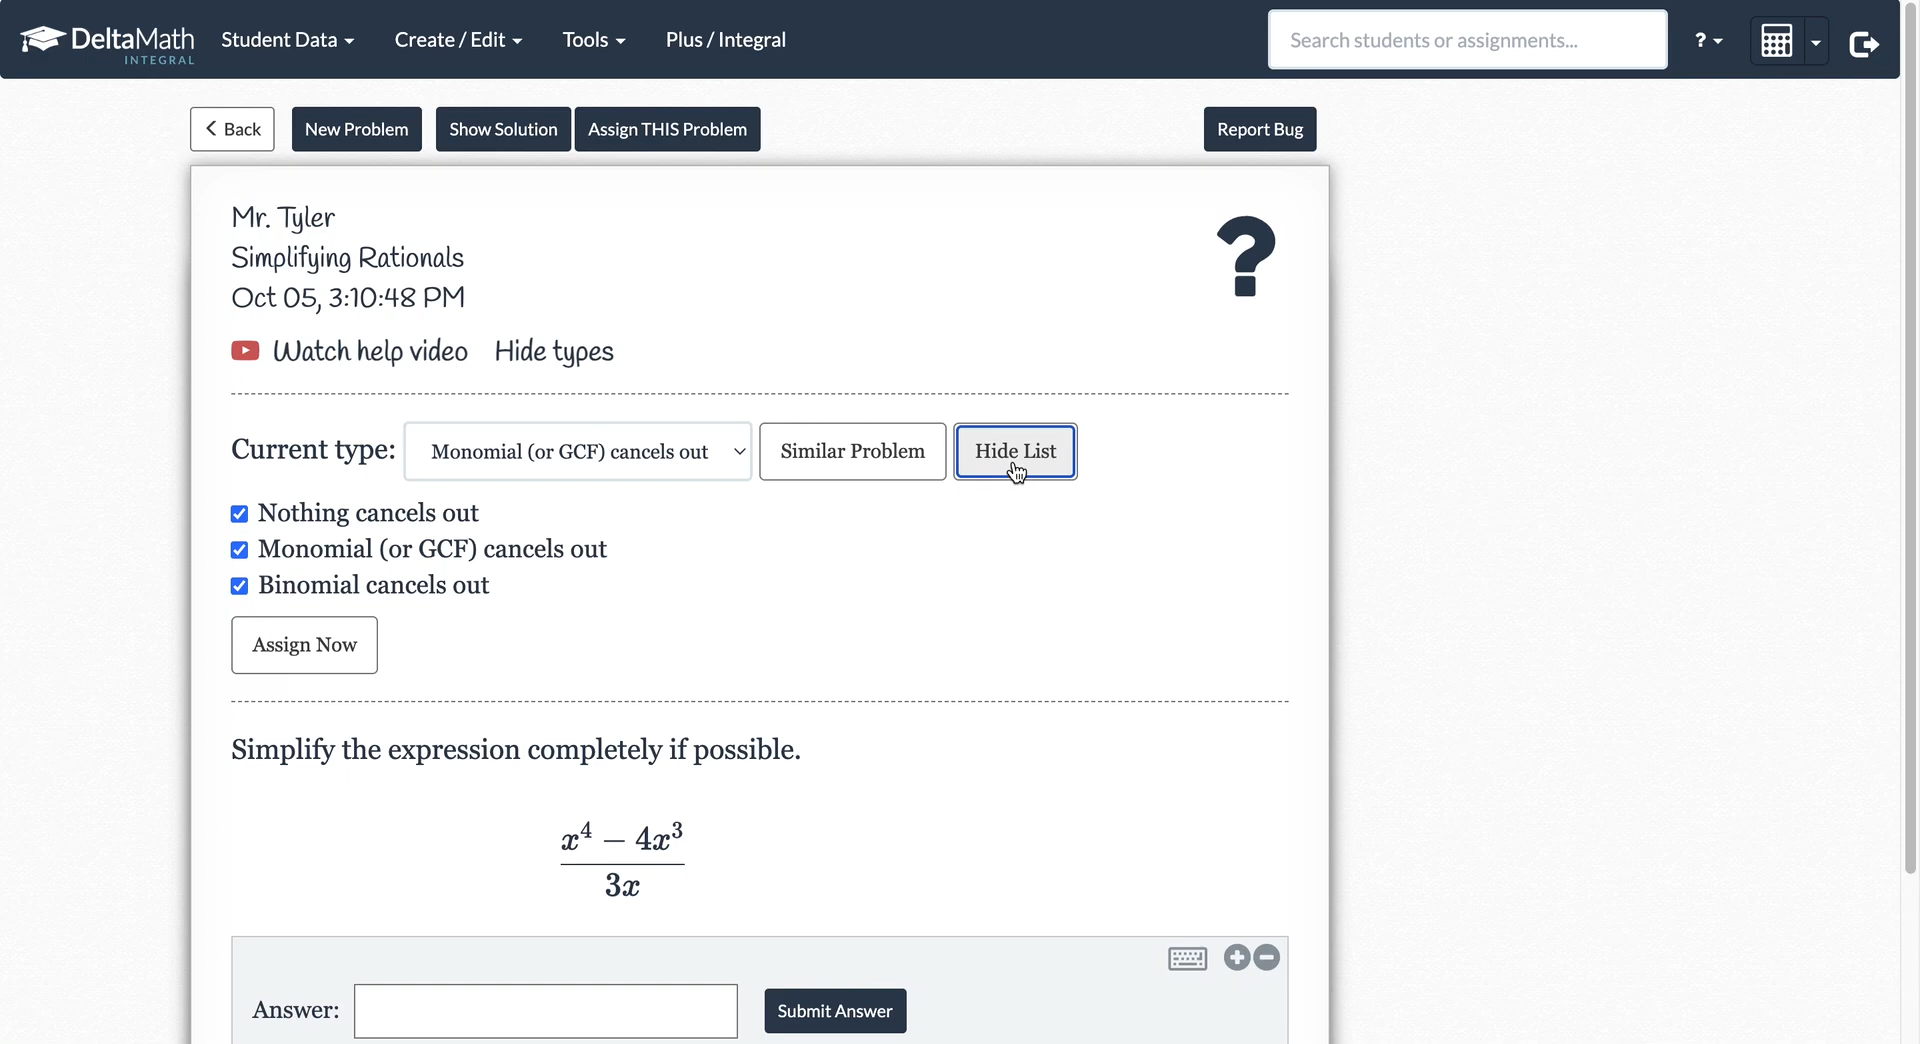 DeltaMath
INTEGRAL
Student Data
Create / Edit
Tools
Plus / Integral
Search students or assignments...
?
Back
New Problem
Show Solution
Assign THIS Problem
Report Bug
Mr. Tyler
Simplifying Rationals
Oct 05, 3:10:48 PM
?
Watch help video
Hide types
Current type:
Monomial (or GCF) cancels out
Similar Problem
Hide List
Nothing cancels out
Monomial (or GCF) cancels out
Binomial cancels out
Assign Now
Simplify the expression completely if possible.
x⁴ − 4x³
3x
Answer:
Submit Answer